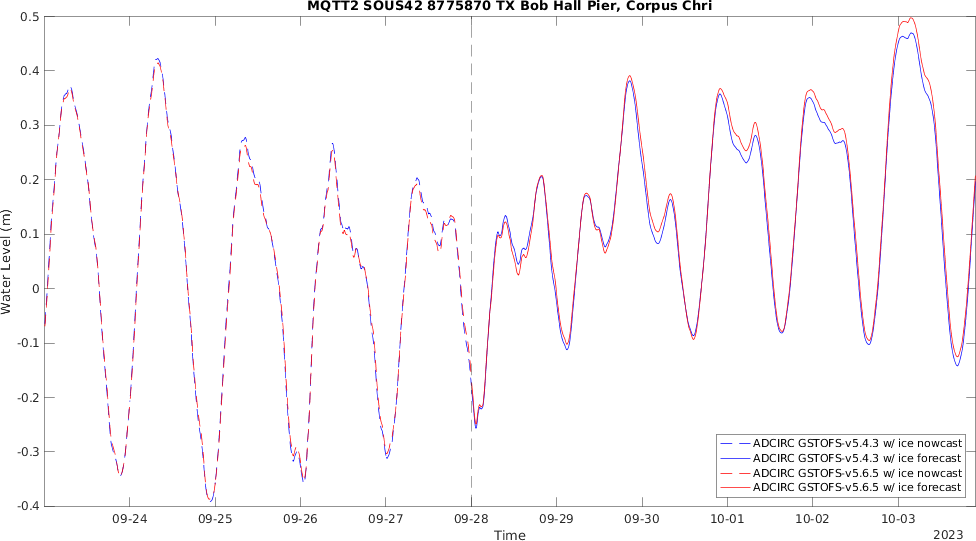 MQTT2 SOUS42 8775870 TX Bob Hall Pier, Corpus Chri
0.5
0.4
0.3
0.2
0.1
0
-0.1
-0.2
-0.3
-0.4
Water Level (m)
ADCIRC GSTOFS-v5.4.3 w/ ice nowcast
ADCIRC GSTOFS-v5.4.3 w/ ice forecast
ADCIRC GSTOFS-v5.6.5 w/ ice nowcast
ADCIRC GSTOFS-v5.6.5 w/ ice forecast
09-24 09-25 09-26 09-27 09-28 09-29 09-30 10-01 10-02 10-03
Time
2023